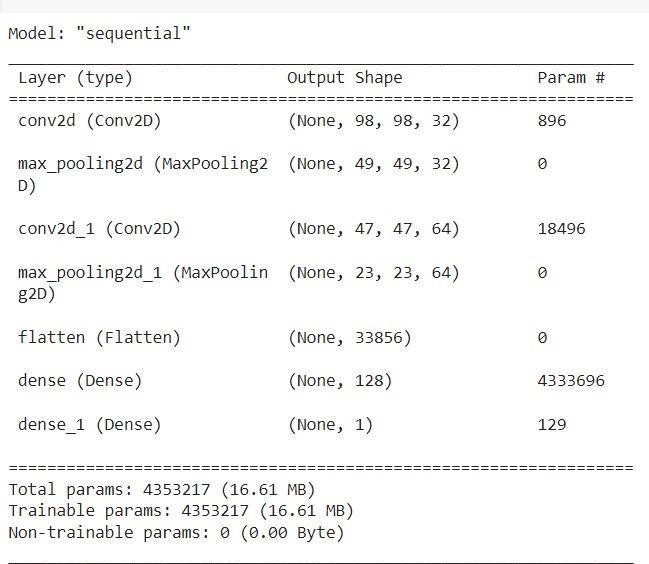 Model: "sequential"
Layer (type) Output Shape Param #
conv2d (Conv2D) (None, 98, 98, 32) 896
max_pooling2d (MaxPooling2 (None, 49, 49, 32) 0
D)
conv2d_1 (Conv2D) (None, 47, 47, 64) 18496
max_pooling2d_1 (MaxPoolin (None, 23, 23, 64) 0
g2D)
flatten (Flatten) (None, 33856) 0
dense (Dense) (None, 128) 4333696
dense_1 (Dense) (None, 1) 129
Total params: 4353217 (16.61 MB)
Trainable params: 4353217 (16.61 MB)
Non-trainable params: 0 (0.00 Byte)